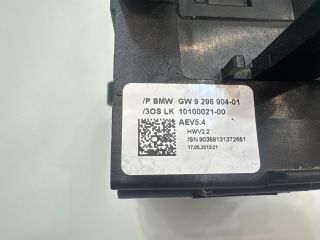 /P BMW GW 9 296 904-01
/3OS LK 10100021-00
AEV5.4
HWV2.2
/SN 90368131372651
17.05.2013:21